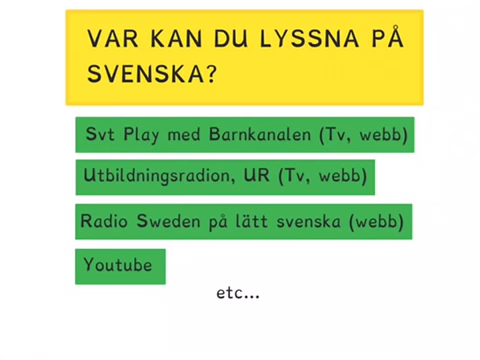 VAR KAN DU LYSSNA PÅ
SVENSKA?
Svt Play med Barnkanalen (Tv, webb)
Utbildningsradion, UR (Tv, webb)
Radio Sweden på lätt svenska (webb)
Youtube
etc...